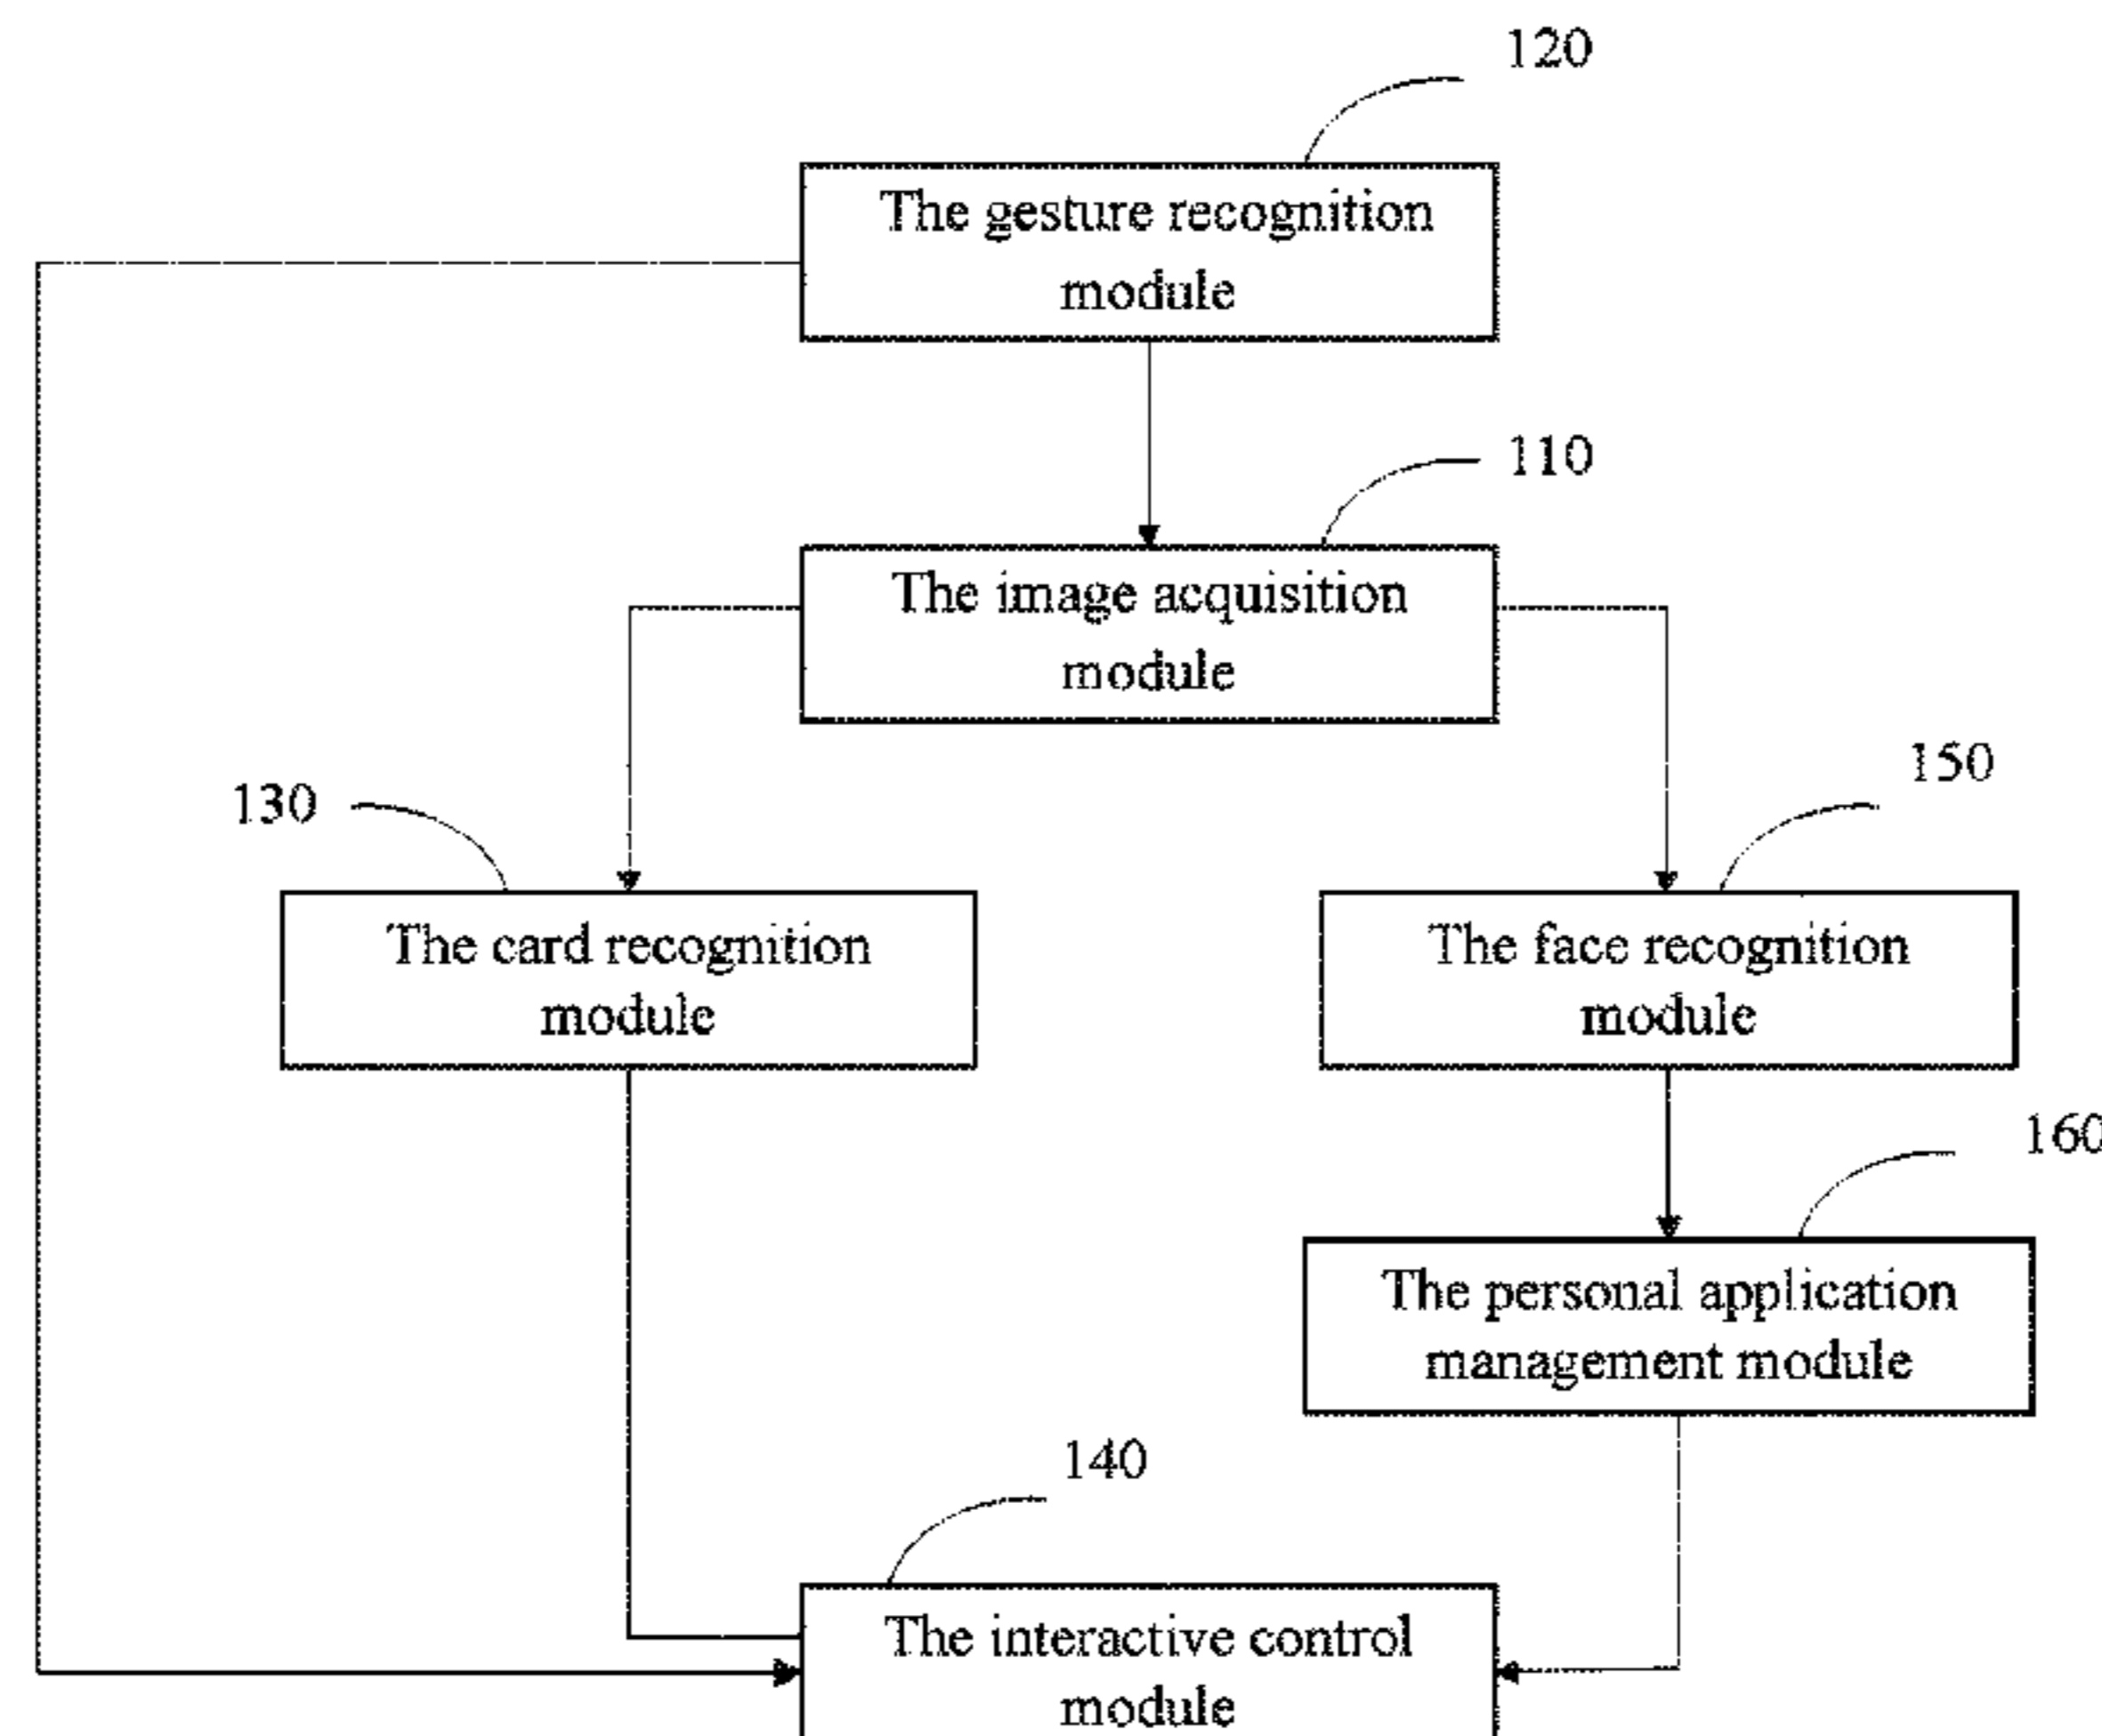 120
The gesture recognition
module
110
The image acquisition
module
130
150
The card recognition
module
The face recognition
module
160
The personal application
management module
140
The interactive control
module